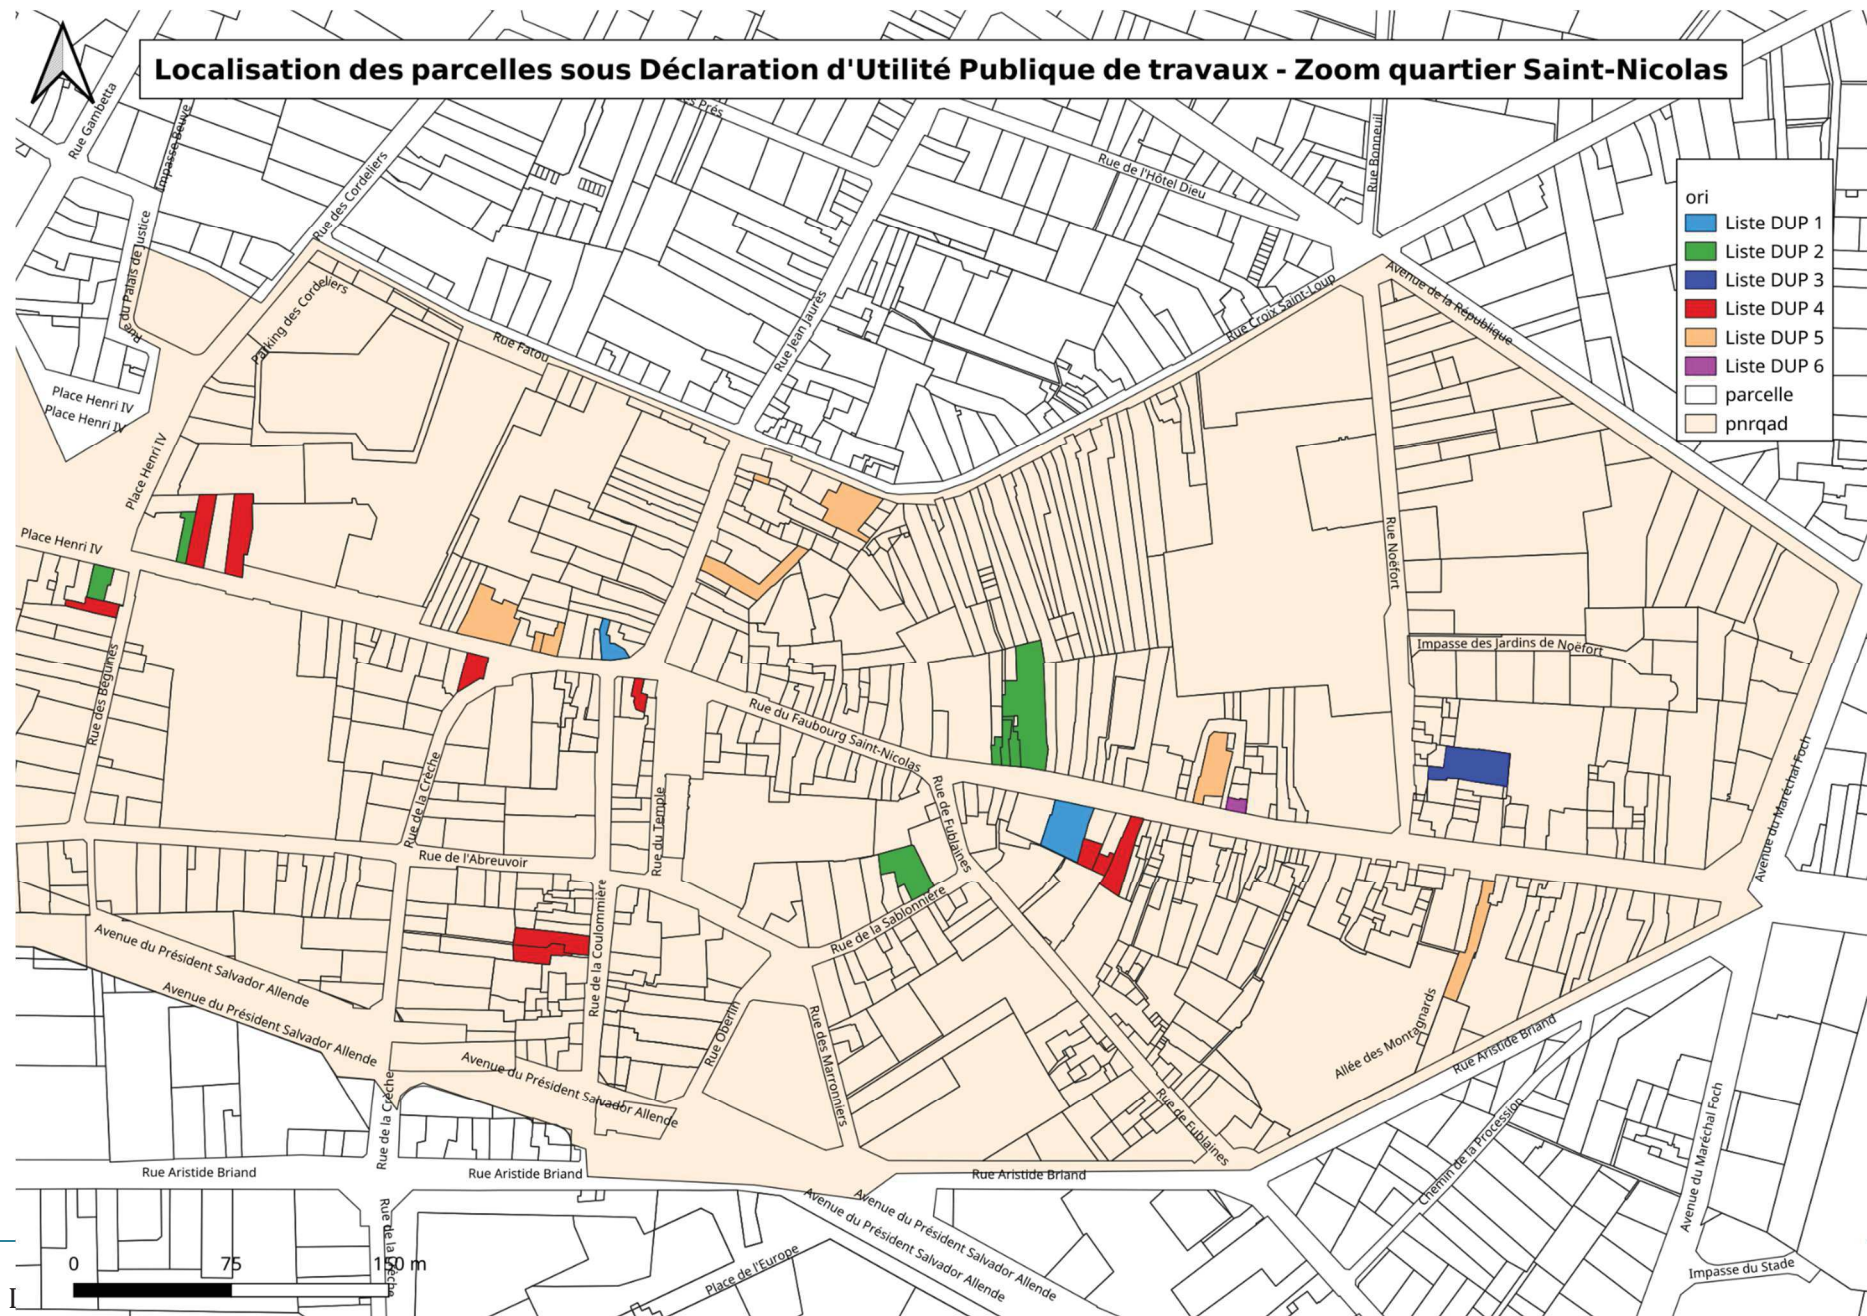 Localisation des parcelles sous Déclaration d'Utilité Publique de travaux - Zoom quartier Saint-Nicolas
Rue Gambetta
Impasse Beuve
Rue des Cordeliers
Prés
Rue de l'Hôtel Dieu
Rue Bonneuil
ori
Liste DUP 1
Liste DUP 2
Liste DUP 3
Liste DUP 4
Liste DUP 5
Liste DUP 6
parcelle
pnrqad
Rue du Palais de Justice
Parking des Cordeliers
Rue Fatou
Rue Jean Jaurès
Rue Croix Saint-Loup
Avenue de la République
Place Henri IV
Place Henri IV
Place Henri IV
Place Henri IV
Rue Noëfort
Impasse des Jardins de Noëfort
Rue des Béguines
Rue de la Crèche
Rue du Faubourg Saint-Nicolas
Rue du Temple
Rue de Fublaines
Avenue du Maréchal Foch
Rue de l'Abreuvoir
Rue de la Coulommière
Rue de la Sablonnière
Avenue du Président Salvador Allende
Avenue du Président Salvador Allende
Avenue du Président Salvador Allende
Rue Oberlin
Rue des Marronniers
Allée des Montagnards
Rue Aristide Briand
Rue de la Crèche
Rue de Fublaines
Chemin de la Procession
Avenue du Maréchal Foch
Rue Aristide Briand
Rue Aristide Briand
Rue Aristide Briand
Avenue du Président Salvador Allende
Avenue du Président Salvador Allende
Rue de la Crèche
Place de l'Europe
Impasse du Stade
0 75 150 m